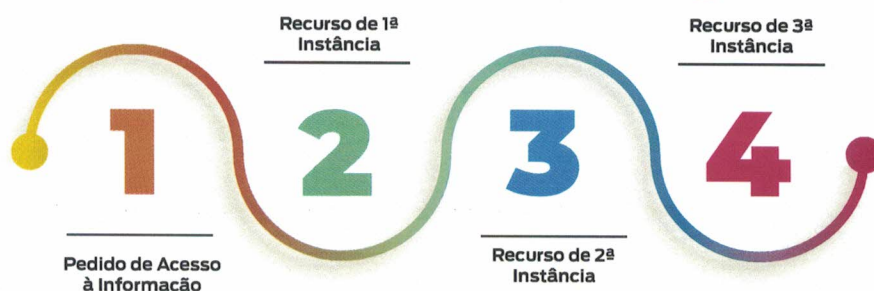 1
Pedido de Acesso
à Informação
2
Recurso de 1ª
Instância
3
Recurso de 2ª
Instância
4
Recurso de 3ª
Instância